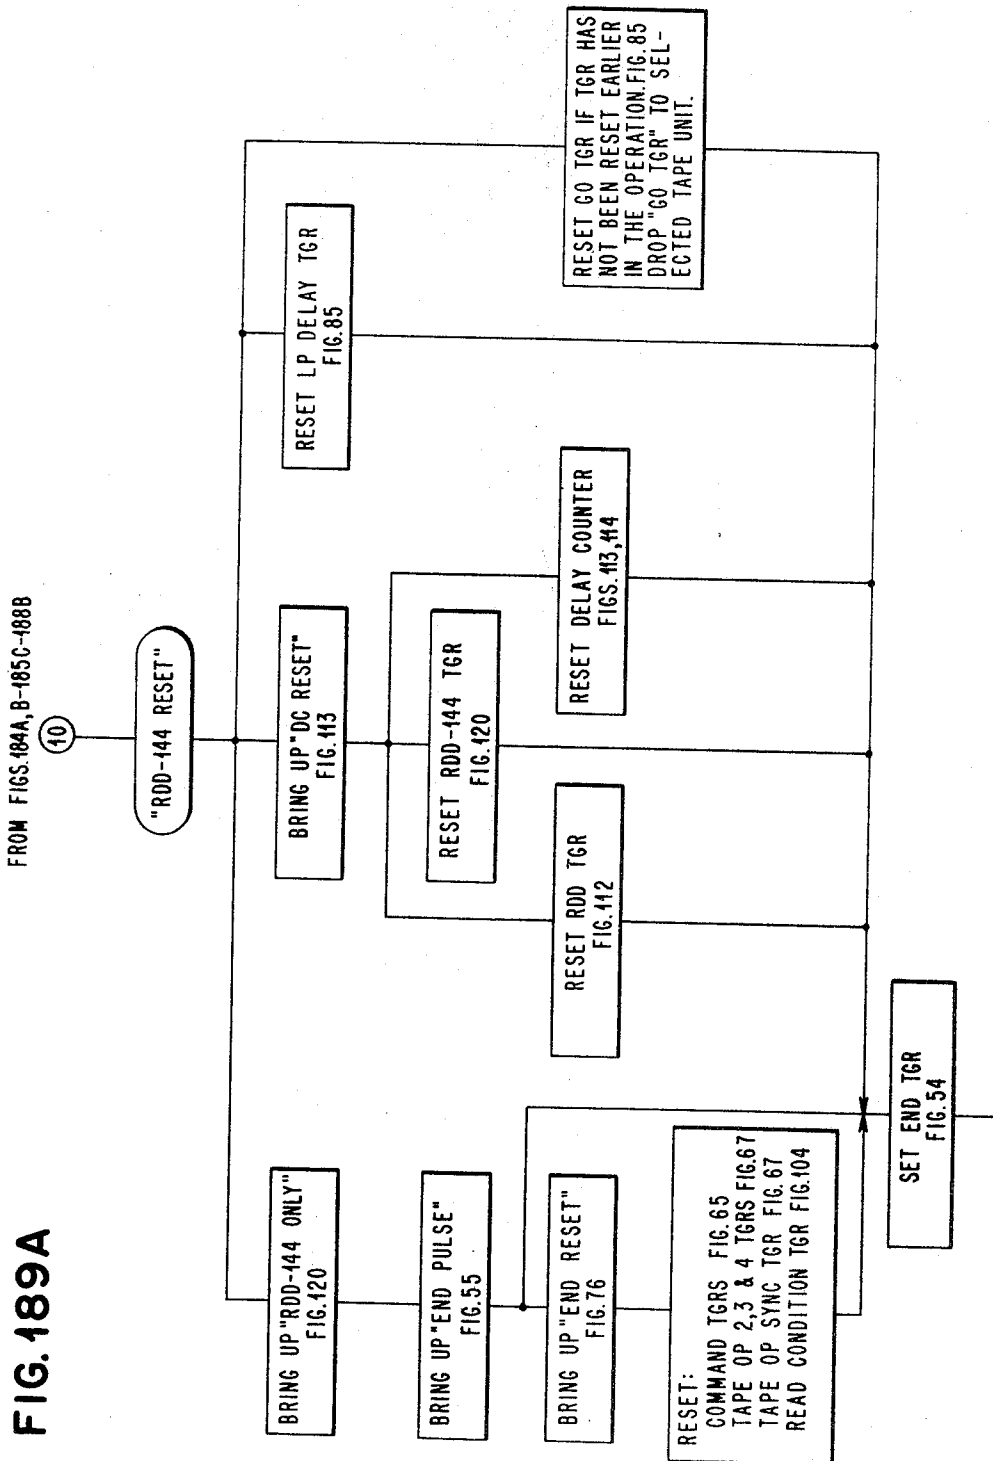 FIG. 189A
FROM FIGS. 184A, B-185C-188B
10
"RDD-144 RESET"
BRING UP "RDD-144 ONLY"
FIG. 120
BRING UP "DC RESET"
FIG. 113
RESET LP DELAY TGR
FIG. 85
BRING UP "END PULSE"
FIG. 55
RESET RDD-144 TGR
FIG. 120
BRING UP "END RESET"
FIG. 76
RESET RDD TGR
FIG. 112
RESET DELAY COUNTER
FIGS. 113, 114
RESET GO TGR IF TGR HAS
NOT BEEN RESET EARLIER
IN THE OPERATION. FIG. 85
DROP "GO TGR" TO SEL-
ECTED TAPE UNIT.
RESET:
COMMAND TGRS FIG. 65
TAPE OP 2, 3 & 4 TGRS FIG. 67
TAPE OP SYNC TGR FIG. 67
READ CONDITION TGR FIG. 104
SET END TGR
FIG. 54